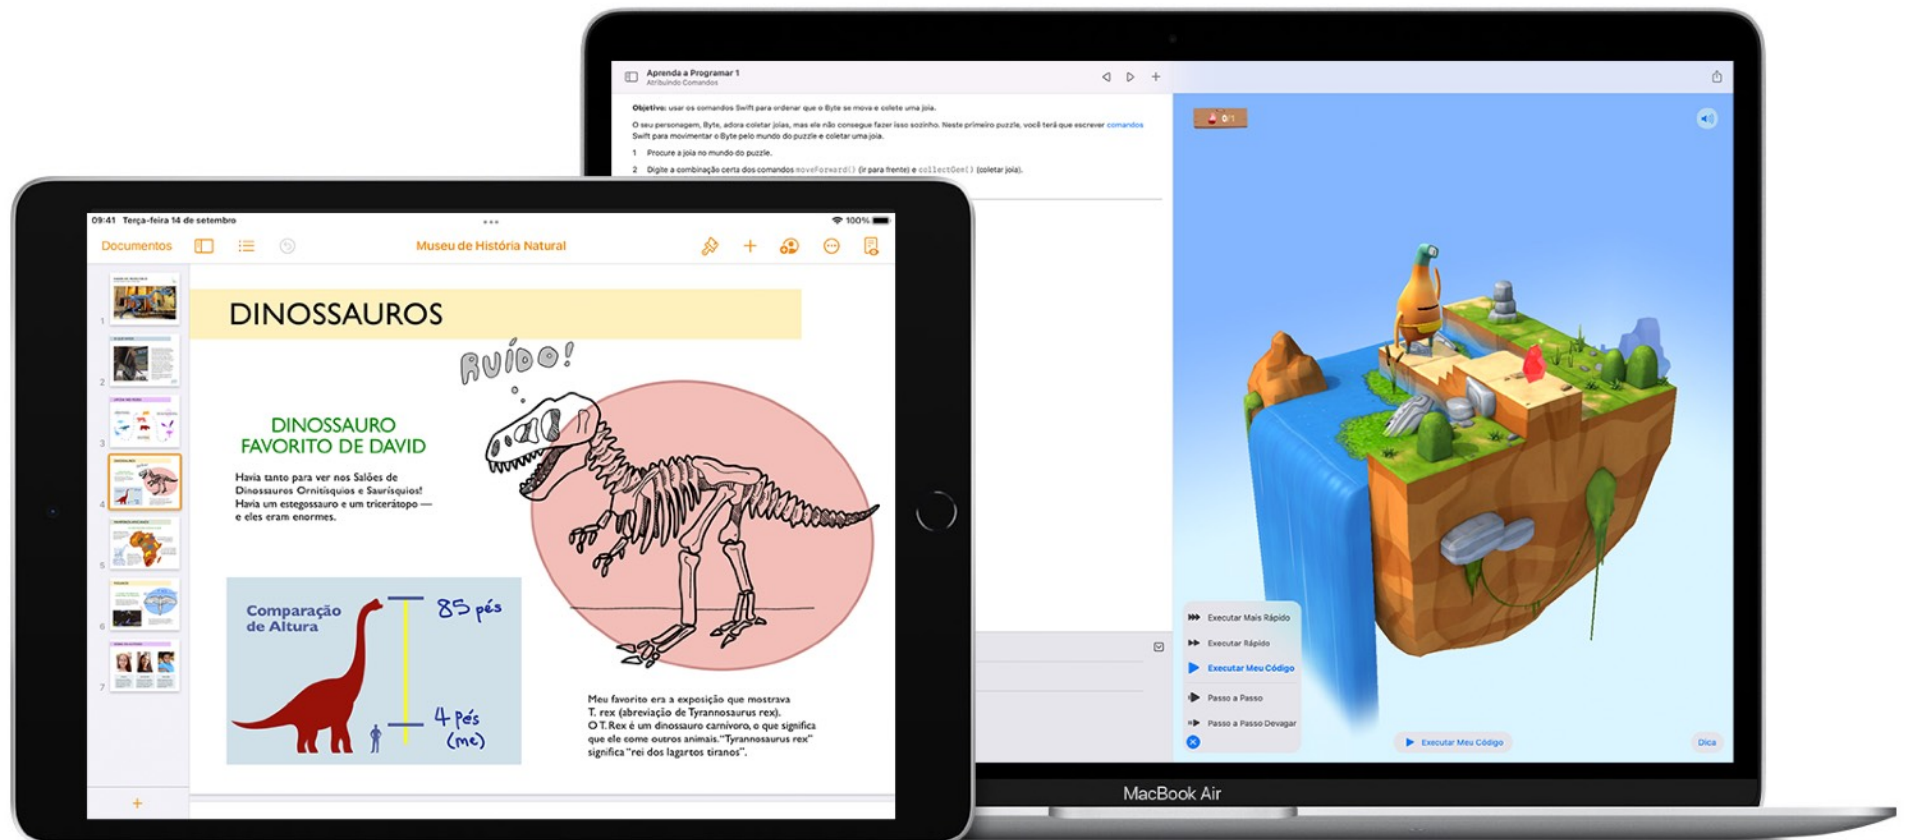 Aprenda a Programar 1
Atribuindo Comandos
Objetivo: usar os comandos Swift para ordenar que o Byte se mova e colete uma joia.
O seu personagem, Byte, adora coletar joias, mas ele não consegue fazer isso sozinho. Neste primeiro puzzle, você terá que escrever comandos
Swift para movimentar o Byte pelo mundo do puzzle e coletar uma joia.
1 Procure a joia no mundo do puzzle.
2 Digite a combinação certa dos comandos moveForward() (ir para frente) e collectGem() (coletar joia).
0/1
Executar Mais Rápido
Executar Rápido
Executar Meu Código
Passo a Passo
Passo a Passo Devagar
Executar Meu Código
Dica
MacBook Air
09:41 Terça-feira 14 de setembro
100%
Documentos
Museu de História Natural
1
2
3
4
5
6
7
DINOSSAUROS
RUÍDO!
DINOSSAURO
FAVORITO DE DAVID
Havia tanto para ver nos Salões de
Dinossauros Ornitísquios e Saurísquios!
Havia um estegossauro e um tricerátopo —
e eles eram enormes.
Comparação
de Altura
85 pés
4 pés
(me)
Meu favorito era a exposição que mostrava
T. rex (abreviação de Tyrannosaurus rex).
O T. Rex é um dinossauro carnívoro, o que significa
que ele come outros animais. "Tyrannosaurus rex"
significa "rei dos lagartos tiranos".